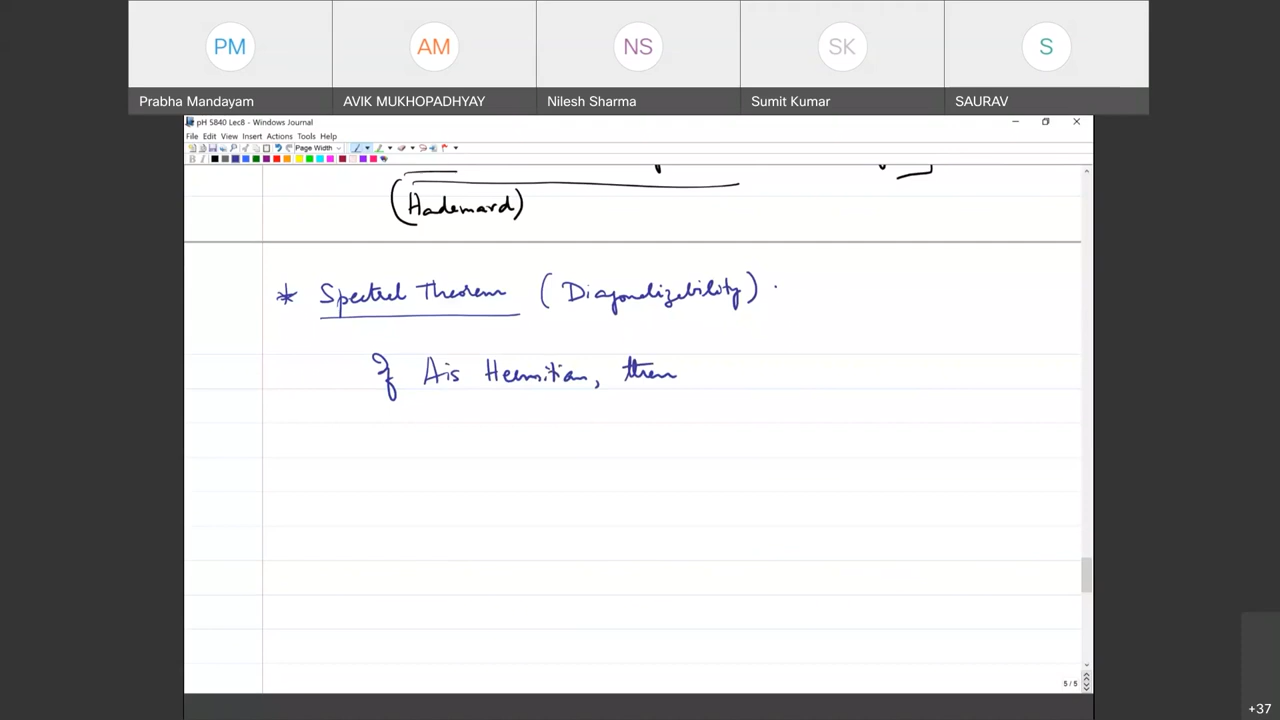 PM
AM
NS
SK
S
Prabha Mandayam
AVIK MUKHOPADHYAY
Nilesh Sharma
Sumit Kumar
SAURAV
pH 5840 Lec8 - Windows Journal
File Edit View Insert Actions Tools Help
Page Width
B I
(Hademard)
* Spectral Theorem (Diagonalizability)
If A is Hermitian, then
5 / 5
+37